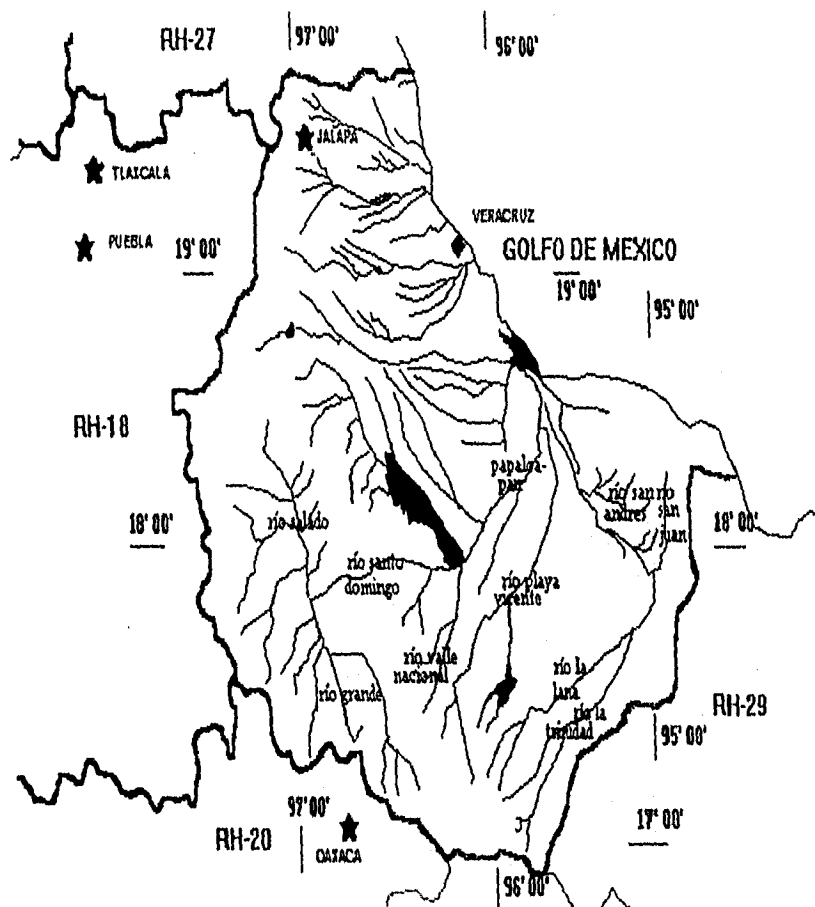 RH-27
97°00'
96°00'
JALAPA
TLAXCALA
VERACRUZ
PUEBLA
19°00'
GOLFO DE MEXICO
19°00'
95°00'
RH-18
papaloa-
pan
río san
andres
río
san
juan
18°00'
río salado
18°00'
río santo
domingo
río playa
vicente
río valle
nacional
río la
lana
río grande
río la
trinidad
RH-29
95°00'
97°00'
17°00'
RH-20
OAXACA
96°00'